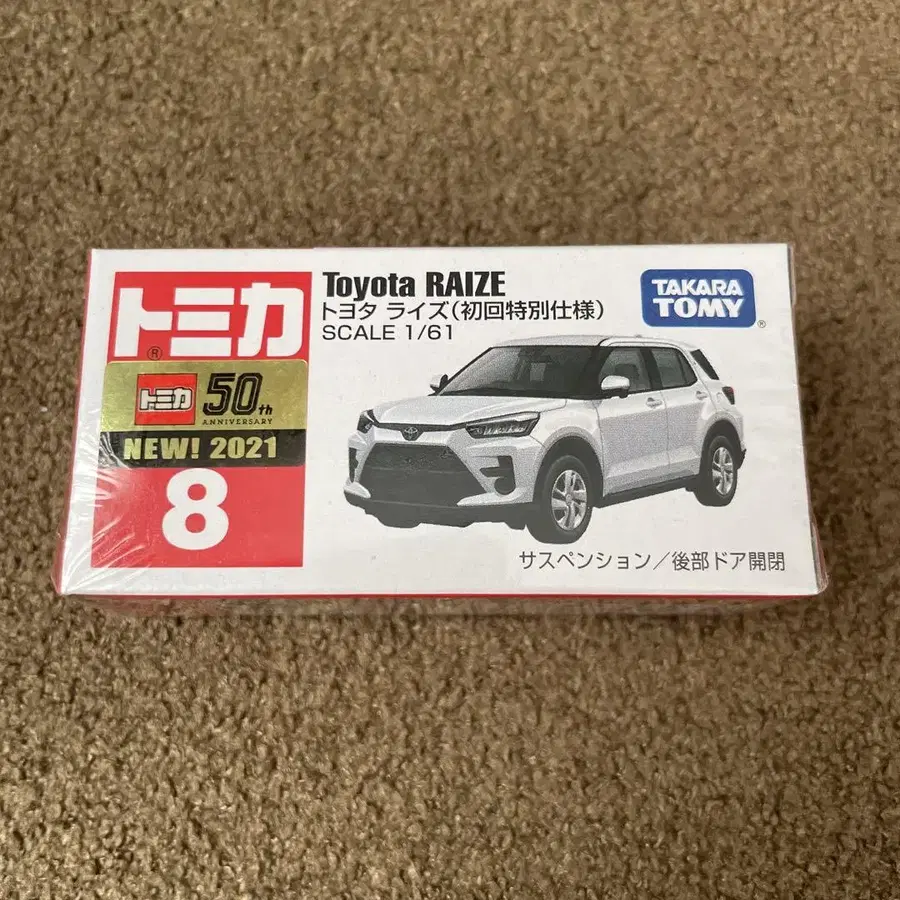 トミカ
®
トミカ 50th
ANNIVERSARY
NEW! 2021
8
Toyota RAIZE
トヨタ ライズ(初回特別仕様)
SCALE 1/61
TAKARA
TOMY®
サスペンション/後部ドア開閉